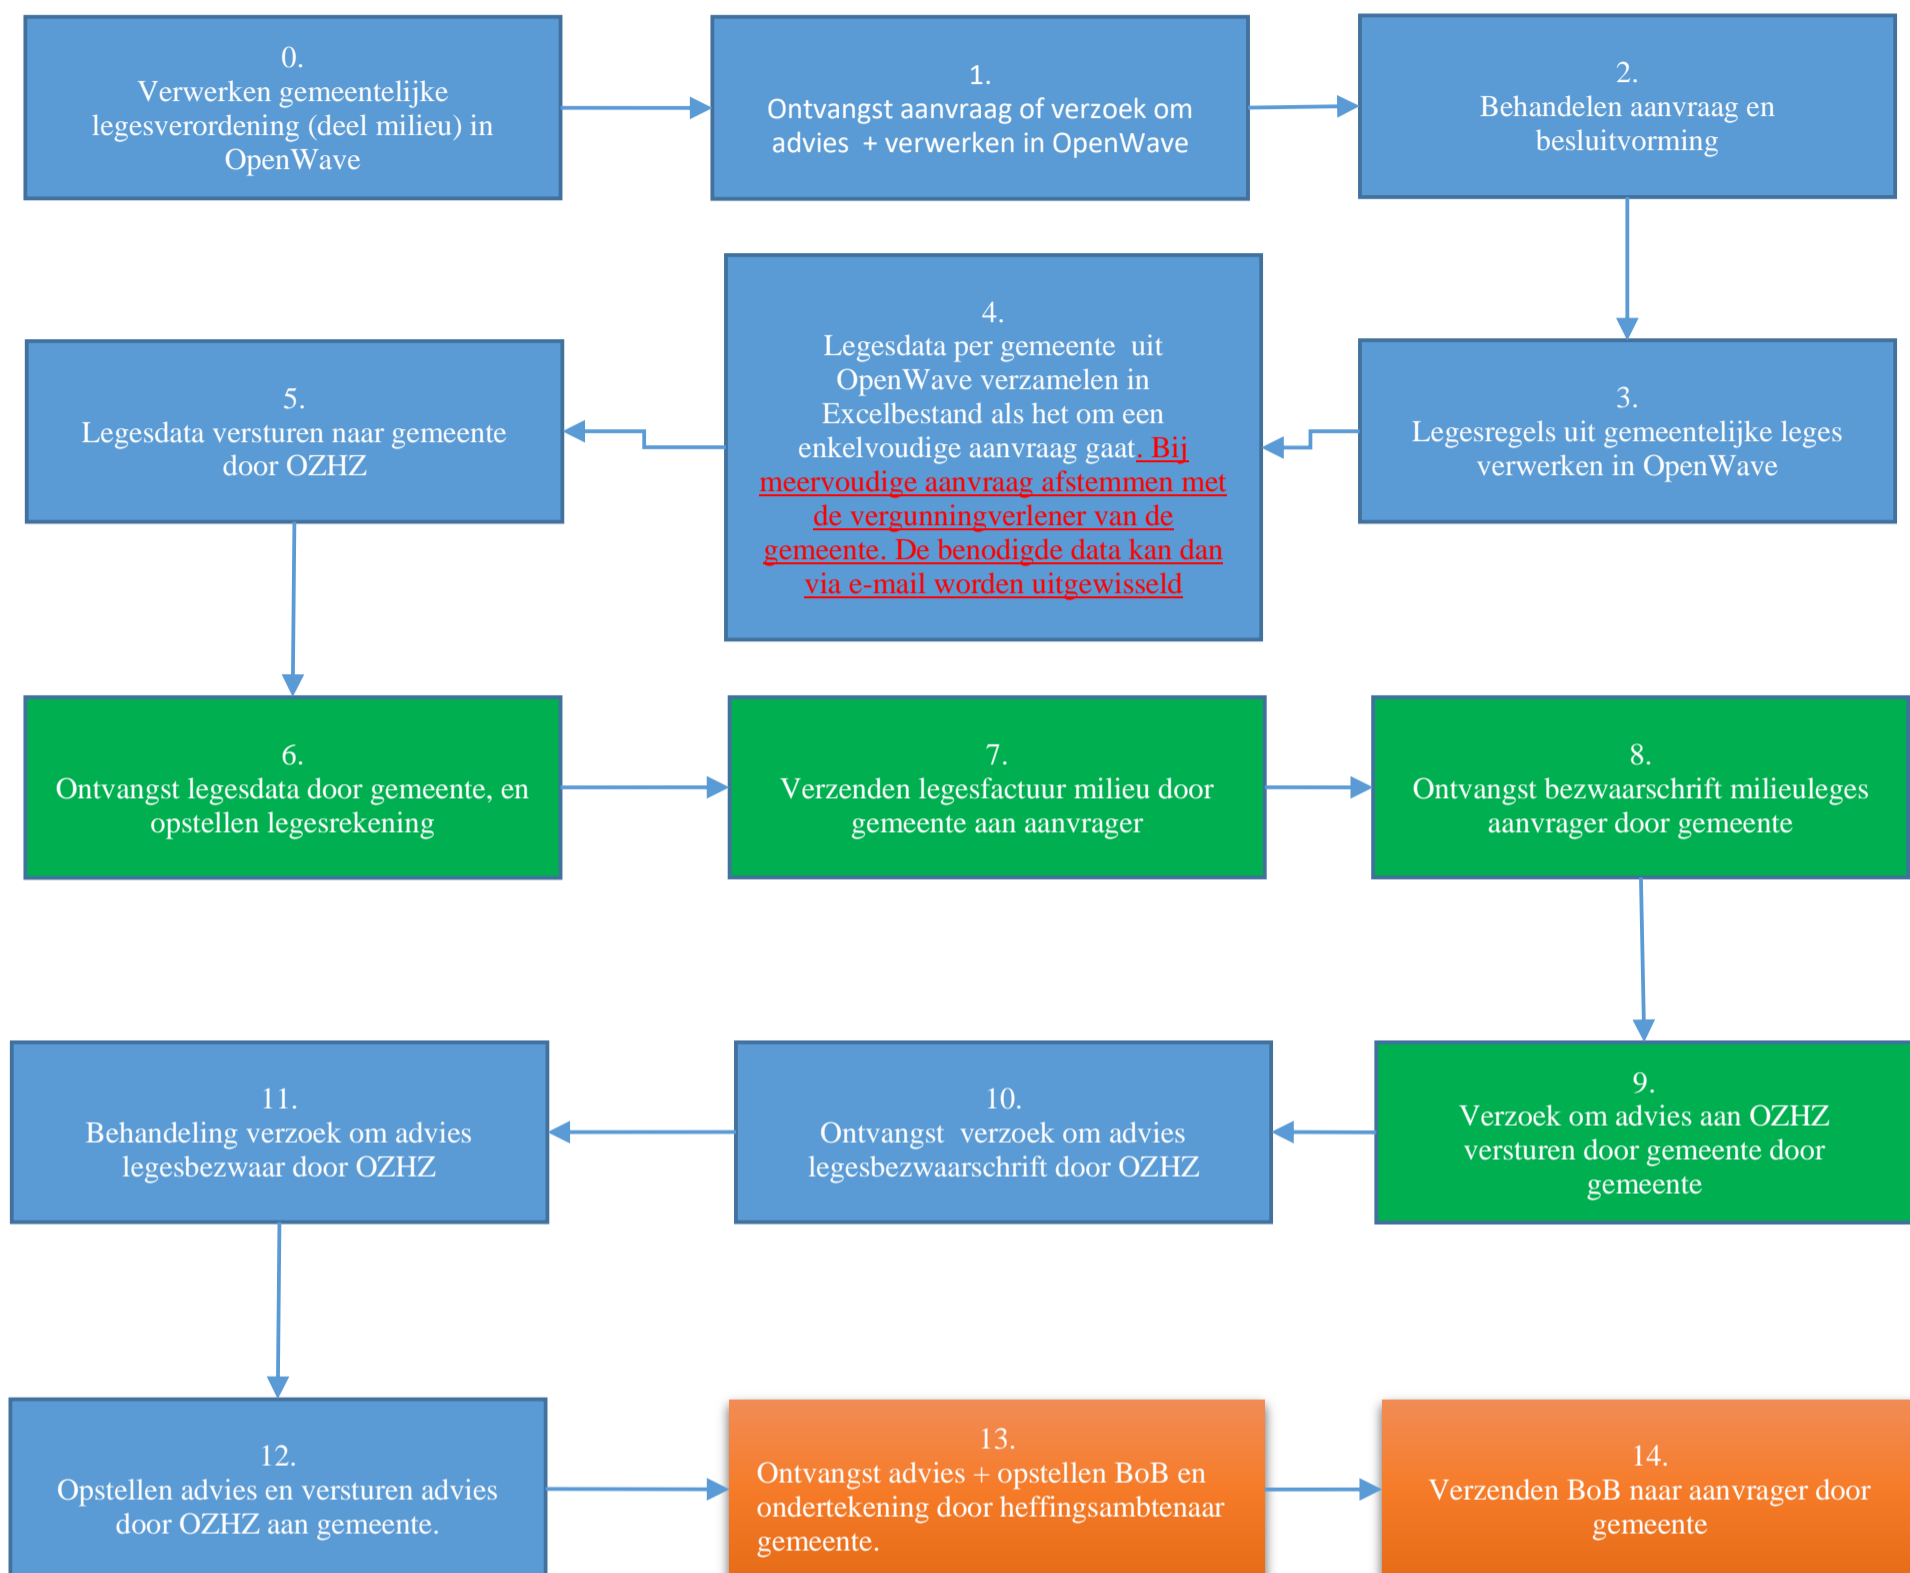 0.
Verwerken gemeentelijke
legesverordening (deel milieu) in
OpenWave
1.
Ontvangst aanvraag of verzoek om
advies  + verwerken in OpenWave
2.
Behandelen aanvraag en
besluitvorming
3.
Legesregels uit gemeentelijke leges
verwerken in OpenWave
4.
Legesdata per gemeente  uit
OpenWave verzamelen in
Excelbestand als het om een
enkelvoudige aanvraag gaat. Bij
meervoudige aanvraag afstemmen met
de vergunningverlener van de
gemeente. De benodigde data kan dan
via e-mail worden uitgewisseld
5.
Legesdata versturen naar gemeente
door OZHZ
6.
Ontvangst legesdata door gemeente, en
opstellen legesrekening
7.
Verzenden legesfactuur milieu door
gemeente aan aanvrager
8.
Ontvangst bezwaarschrift milieuleges
aanvrager door gemeente
9.
Verzoek om advies aan OZHZ
versturen door gemeente door
gemeente
10.
Ontvangst  verzoek om advies
legesbezwaarschrift door OZHZ
11.
Behandeling verzoek om advies
legesbezwaar door OZHZ
12.
Opstellen advies en versturen advies
door OZHZ aan gemeente.
13.
Ontvangst advies + opstellen BoB en
ondertekening door heffingsambtenaar
gemeente.
14.
Verzenden BoB naar aanvrager door
gemeente